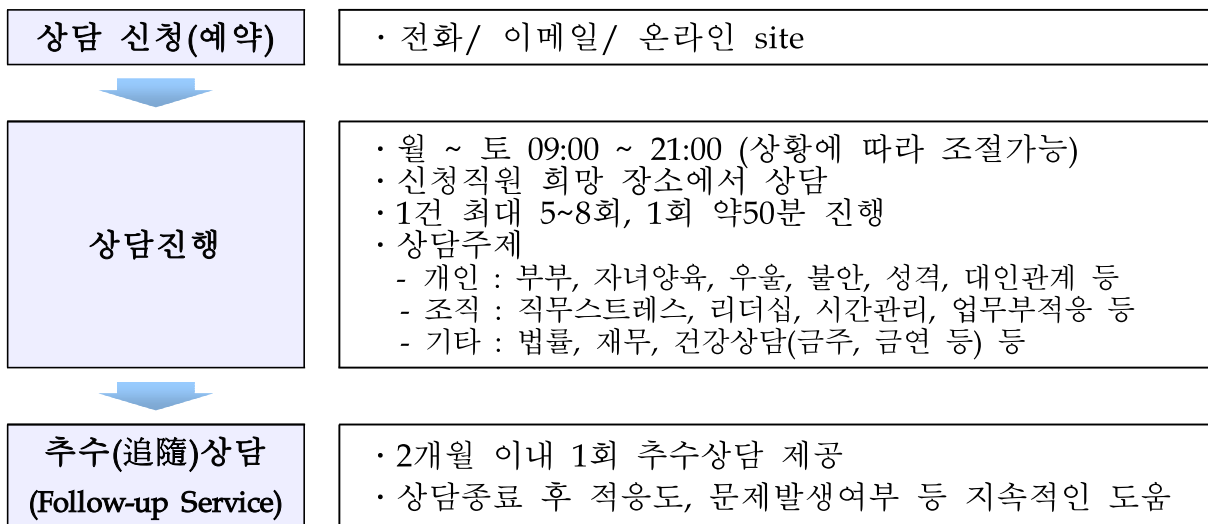 상담 신청(예약)
· 전화/ 이메일/ 온라인 site
상담진행
· 월 ~ 토 09:00 ~ 21:00 (상황에 따라 조절가능)
· 신청직원 희망 장소에서 상담
· 1건 최대 5~8회, 1회 약50분 진행
· 상담주제
- 개인 : 부부, 자녀양육, 우울, 불안, 성격, 대인관계 등
- 조직 : 직무스트레스, 리더십, 시간관리, 업무부적응 등
- 기타 : 법률, 재무, 건강상담(금주, 금연 등) 등
추수(追隨)상담
(Follow-up Service)
· 2개월 이내 1회 추수상담 제공
· 상담종료 후 적응도, 문제발생여부 등 지속적인 도움